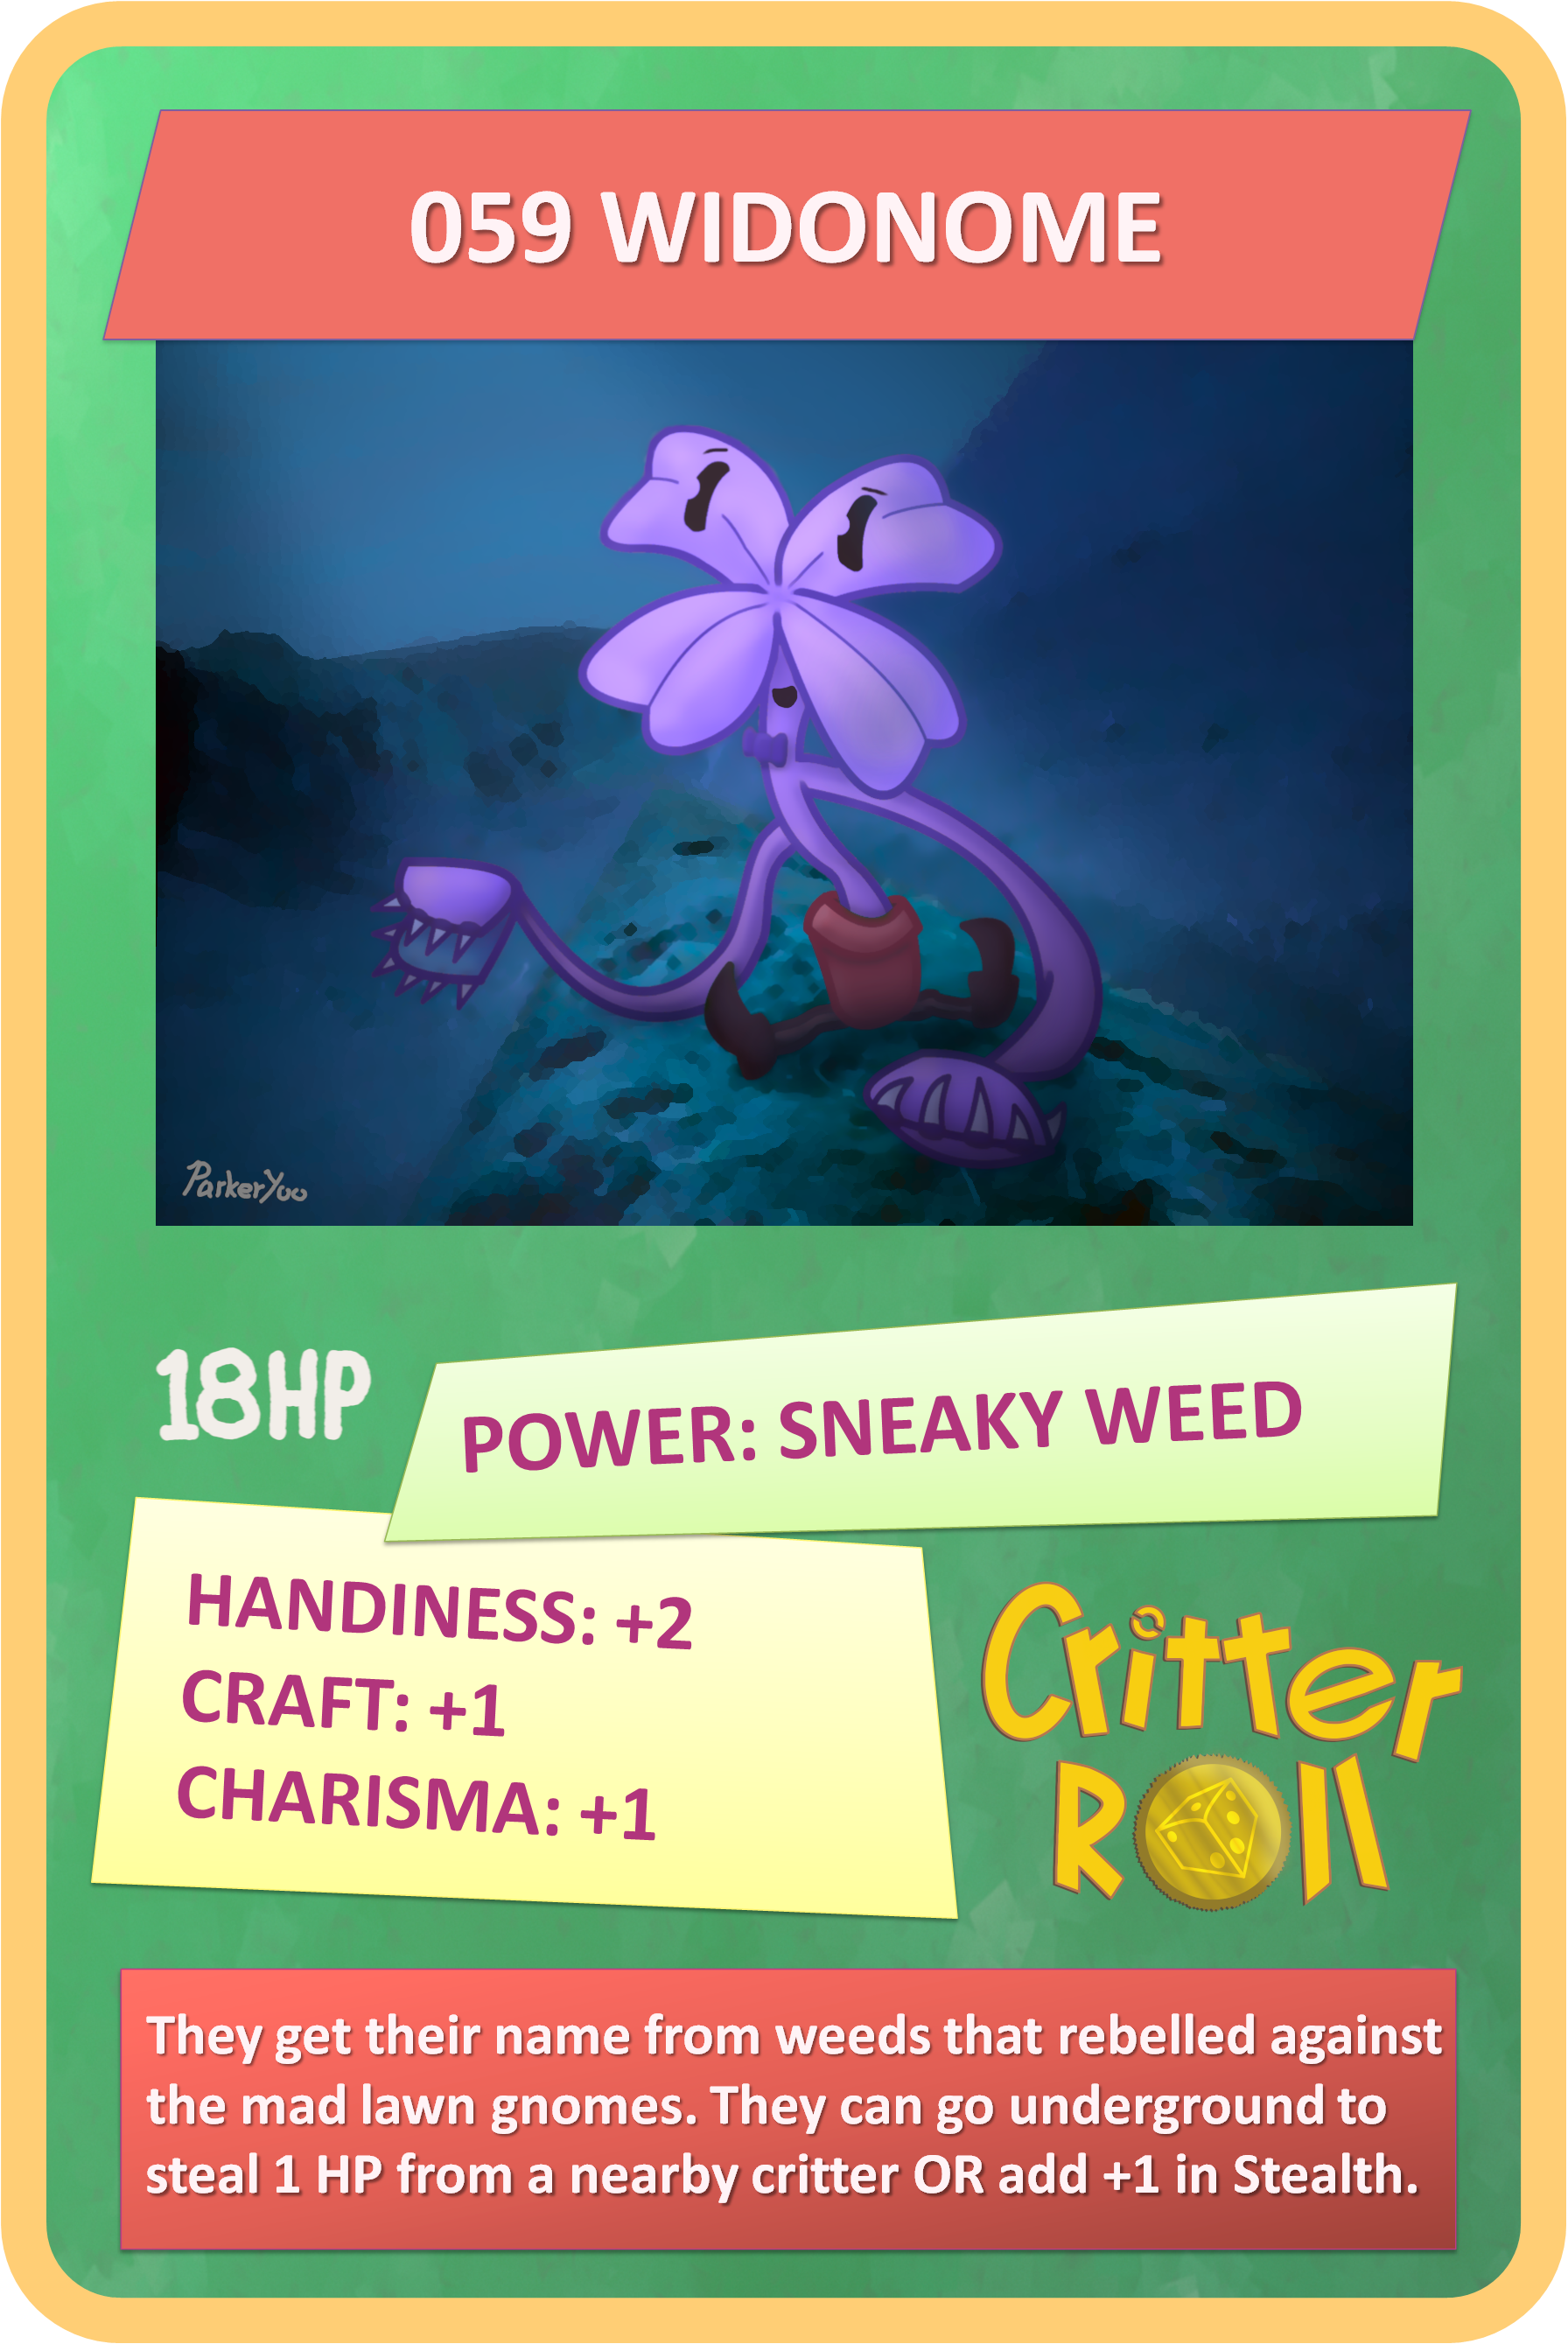 059 WIDONOME
ParkerYoo
18HP
POWER: SNEAKY WEED
HANDINESS: +2
CRAFT: +1
CHARISMA: +1
Critter
Roll
They get their name from weeds that rebelled against
the mad lawn gnomes. They can go underground to
steal 1 HP from a nearby critter OR add +1 in Stealth.